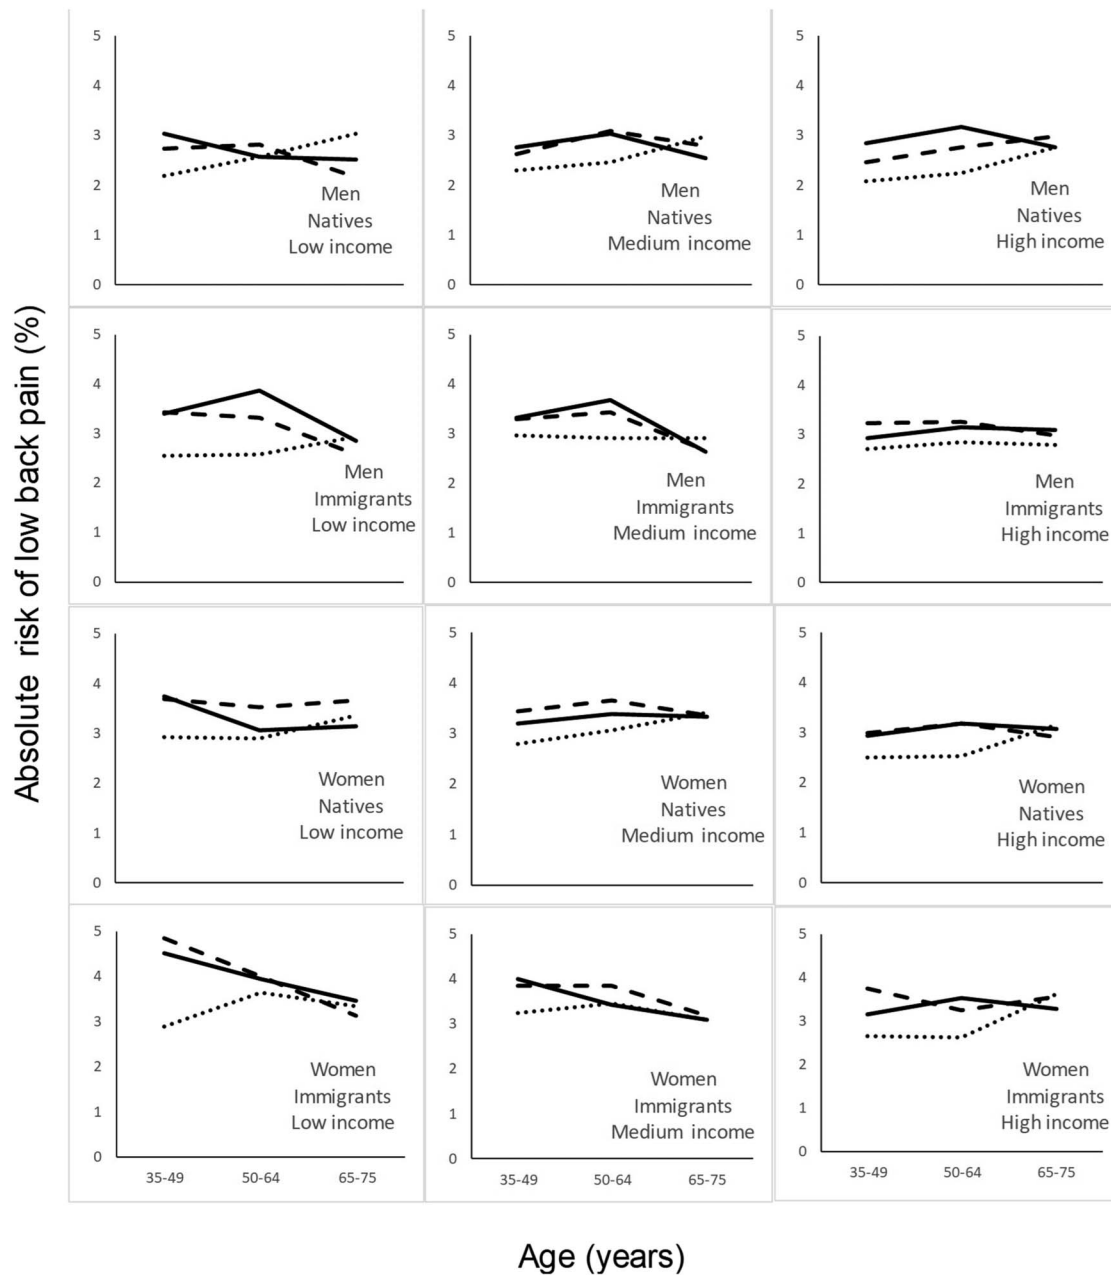 Absolute risk of low back pain (%)
5
4
3
2
1
0
Men
Natives
Low income
5
4
3
2
1
0
Men
Natives
Medium income
5
4
3
2
1
0
Men
Natives
High income
5
4
3
2
1
0
Men
Immigrants
Low income
5
4
3
2
1
0
Men
Immigrants
Medium income
5
4
3
2
1
0
Men
Immigrants
High income
5
4
3
2
1
0
Women
Natives
Low income
5
4
3
2
1
0
Women
Natives
Medium income
5
4
3
2
1
0
Women
Natives
High income
5
4
3
2
1
0
Women
Immigrants
Low income
35-49 50-64 65-75
5
4
3
2
1
0
Women
Immigrants
Medium income
35-49 50-64 65-75
5
4
3
2
1
0
Women
Immigrants
High income
35-49 50-64 65-75
Age (years)